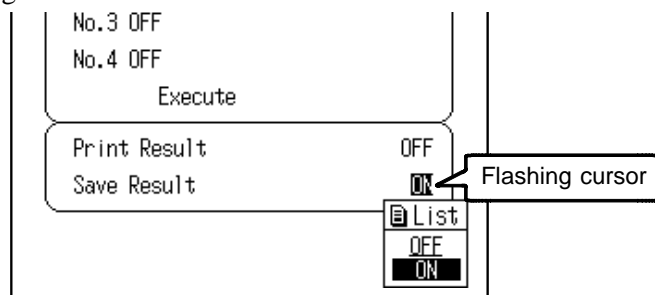 No.3 OFF
No.4 OFF
Execute
Print Result OFF
Save Result ON
Flashing cursor
List
OFF
ON